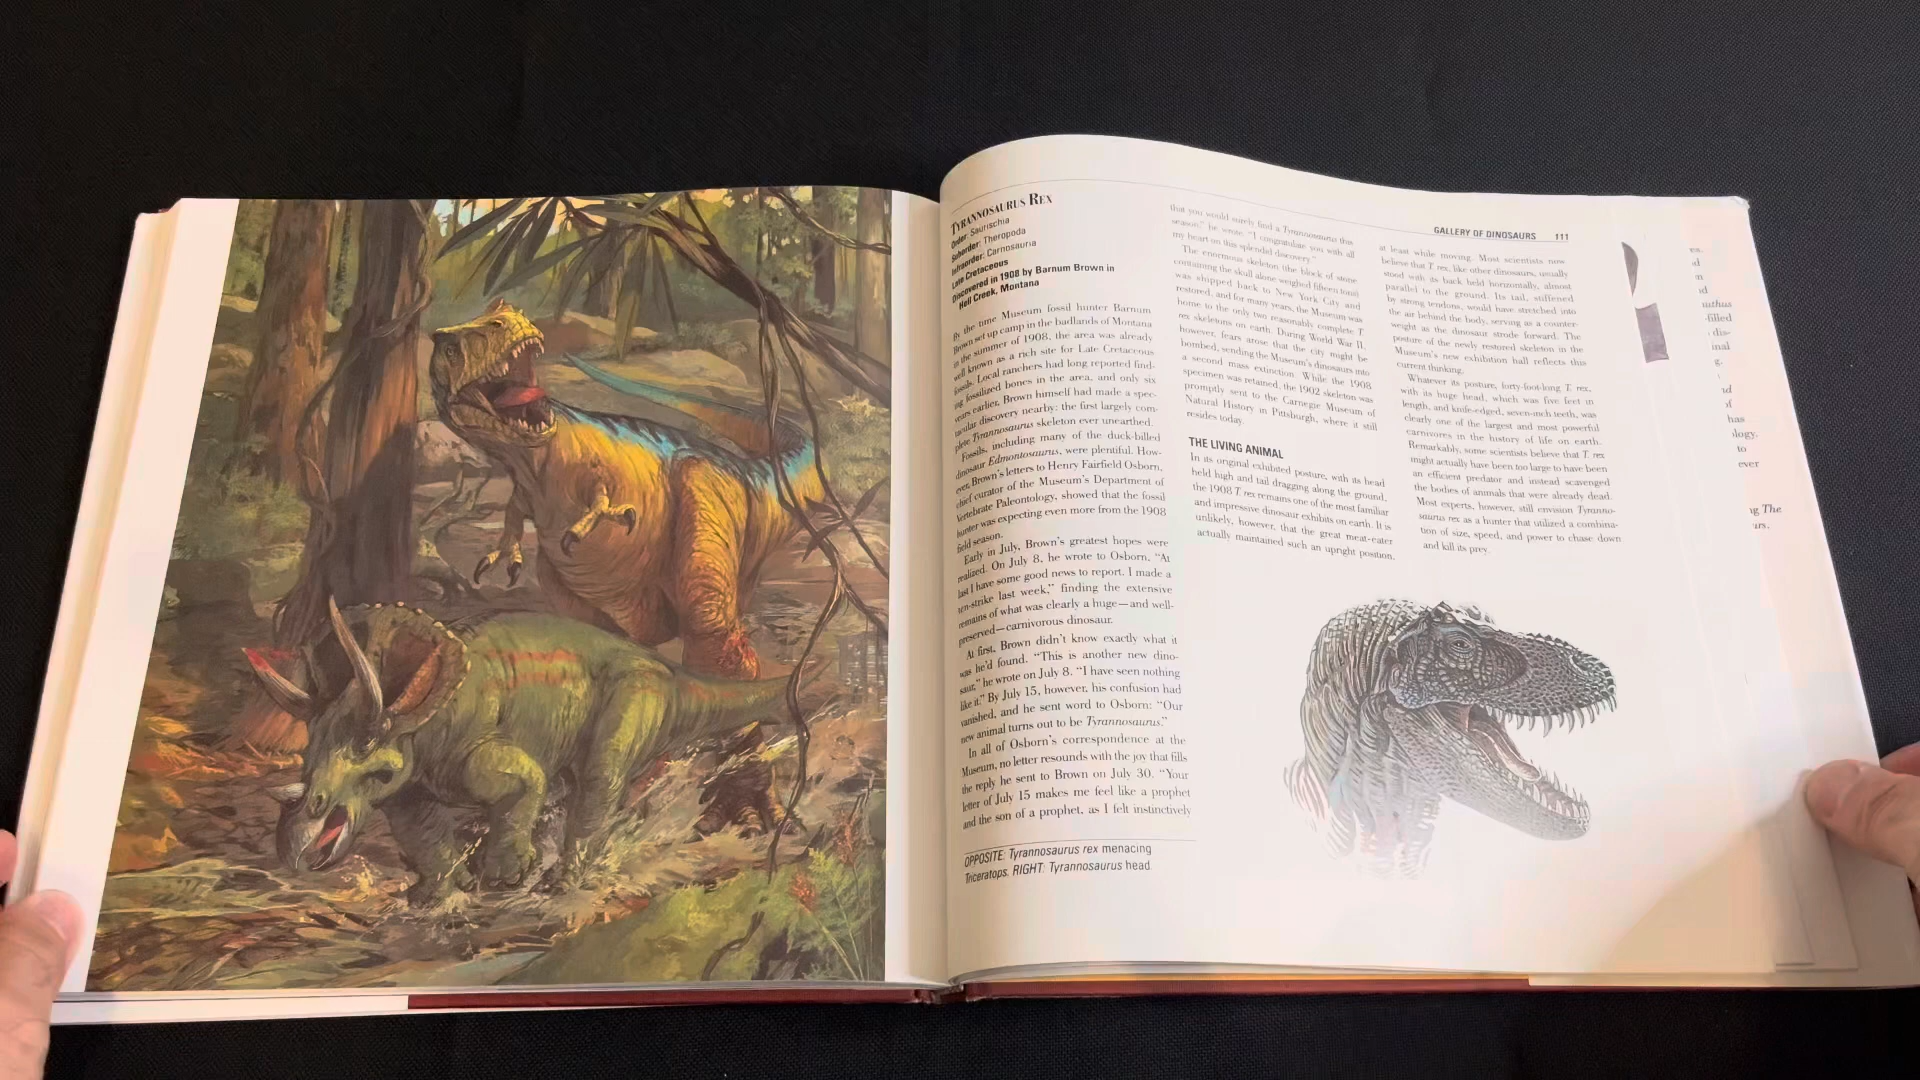 GALLERY OF DINOSAURS 111
TYRANNOSAURUS REX
Order: Saurischia
Suborder: Theropoda
Infraorder: Carnosauria
Late Cretaceous
Discovered in 1908 by Barnum Brown in
Hell Creek, Montana
By the time Museum fossil hunter Barnum
Brown set up camp in the badlands of Montana
in the summer of 1908, the area was already
well known as a rich site for Late Cretaceous
fossils. Local ranchers had long reported find-
ing fossilized bones in the area, and only six
years earlier, Brown himself had made a spec-
tacular discovery nearby: the first largely com-
plete Tyrannosaurus skeleton ever unearthed.
Fossils, including many of the duck-billed
dinosaur Edmontosaurus, were plentiful. How-
ever, Brown's letters to Henry Fairfield Osborn,
chief curator of the Museum's Department of
Vertebrate Paleontology, showed that the fossil
hunter was expecting even more from the 1908
field season.
Early in July, Brown's greatest hopes were
realized. On July 8, he wrote to Osborn, "At
last I have some good news to report. I made a
ten-strike last week," finding the extensive
remains of what was clearly a huge—and well-
preserved—carnivorous dinosaur.
At first, Brown didn't know exactly what it
was he'd found. "This is another new dino-
saur," he wrote on July 8. "I have seen nothing
like it." By July 15, however, his confusion had
vanished, and he sent word to Osborn: "Our
new animal turns out to be Tyrannosaurus."
In all of Osborn's correspondence at the
Museum, no letter resounds with the joy that fills
the reply he sent to Brown on July 30. "Your
letter of July 15 makes me feel like a prophet
and the son of a prophet, as I felt instinctively
OPPOSITE: Tyrannosaurus rex menacing
Triceratops. RIGHT: Tyrannosaurus head.
that you would surely find a Tyrannosaurus this
season," he wrote. "I congratulate you with all
my heart on this splendid discovery."
The enormous skeleton (the block of stone
containing the skull alone weighed fifteen tons)
was shipped back to New York City and
restored, and for many years, the Museum was
home to the only two reasonably complete T.
rex skeletons on earth. During World War II,
however, fears arose that the city might be
bombed, sending the Museum's dinosaurs into
a second mass extinction. While the 1908
specimen was retained, the 1902 skeleton was
promptly sent to the Carnegie Museum of
Natural History in Pittsburgh, where it still
resides today.
THE LIVING ANIMAL
In its original exhibited posture, with its head
held high and tail dragging along the ground,
the 1908 T. rex remains one of the most familiar
and impressive dinosaur exhibits on earth. It is
unlikely, however, that the great meat-eater
actually maintained such an upright position,
at least while moving. Most scientists now
believe that T. rex, like other dinosaurs, usually
stood with its back held horizontally, almost
parallel to the ground. Its tail, stiffened
by strong tendons, would have stretched into
the air behind the body, serving as a counter-
weight as the dinosaur strode forward. The
posture of the newly restored skeleton in the
Museum's new exhibition hall reflects this
current thinking.
Whatever its posture, forty-foot-long T. rex,
with its huge head, which was five feet in
length, and knife-edged, seven-inch teeth, was
clearly one of the largest and most powerful
carnivores in the history of life on earth.
Remarkably, some scientists believe that T. rex
might actually have been too large to have been
an efficient predator and instead scavenged
the bodies of animals that were already dead.
Most experts, however, still envision Tyranno-
saurus rex as a hunter that utilized a combina-
tion of size, speed, and power to chase down
and kill its prey.
-filled
dis-
has
to
ever
The